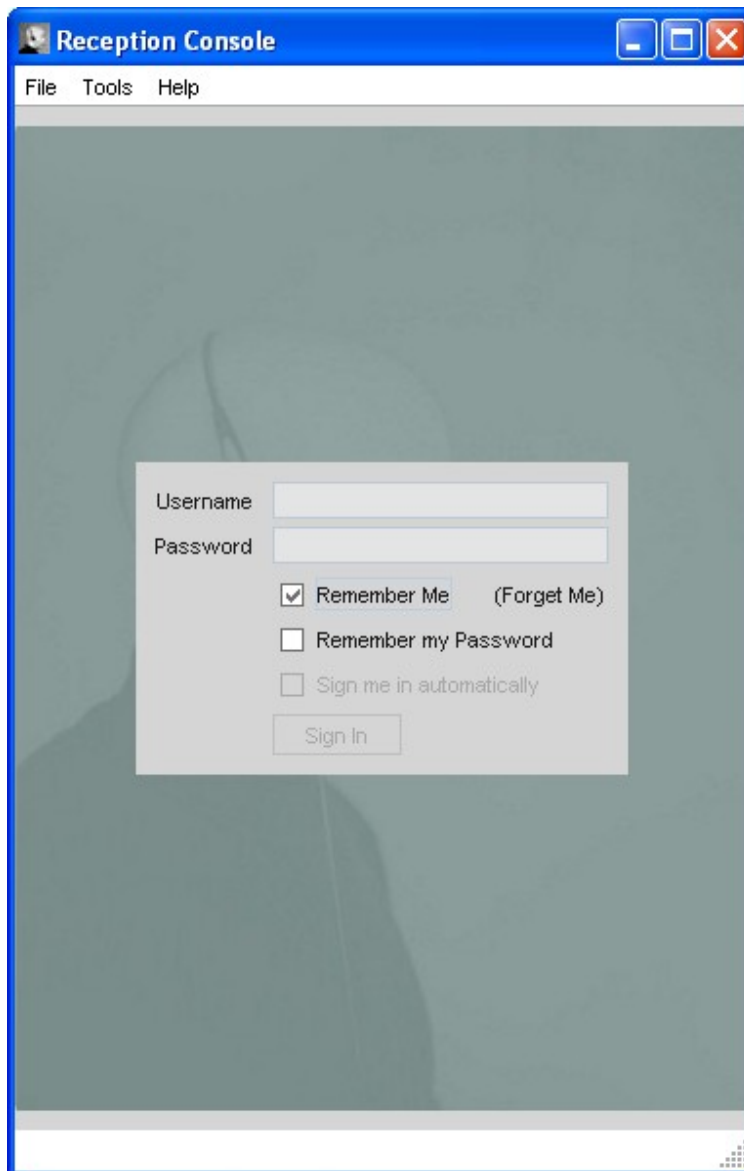 Reception Console
File Tools Help
Username
Password
Remember Me (Forget Me)
Remember my Password
Sign me in automatically
Sign In